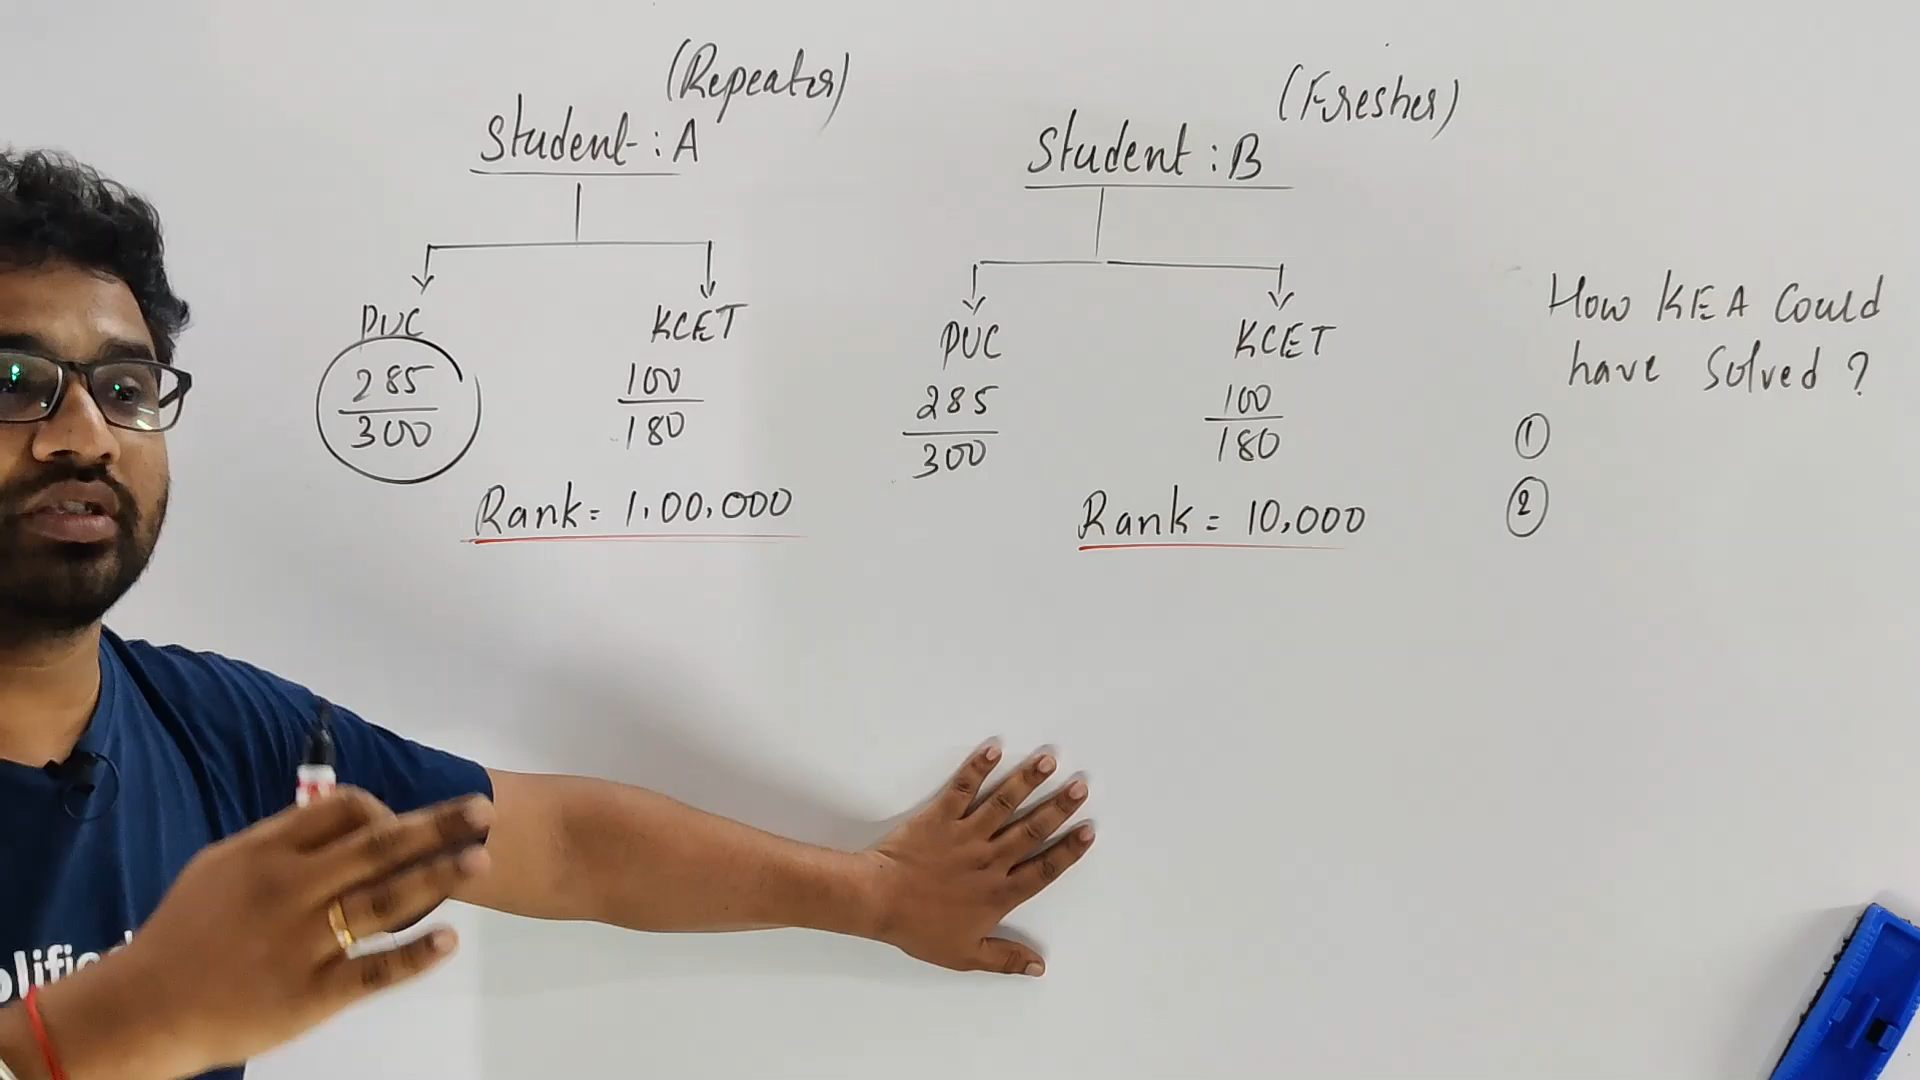 (Repeater)
Student : A
PUC
285
300
KCET
100
180
Rank = 1,00,000
(Fresher)
Student : B
PUC
285
300
KCET
100
180
Rank = 10,000
How KEA Could
have Solved ?
①
②